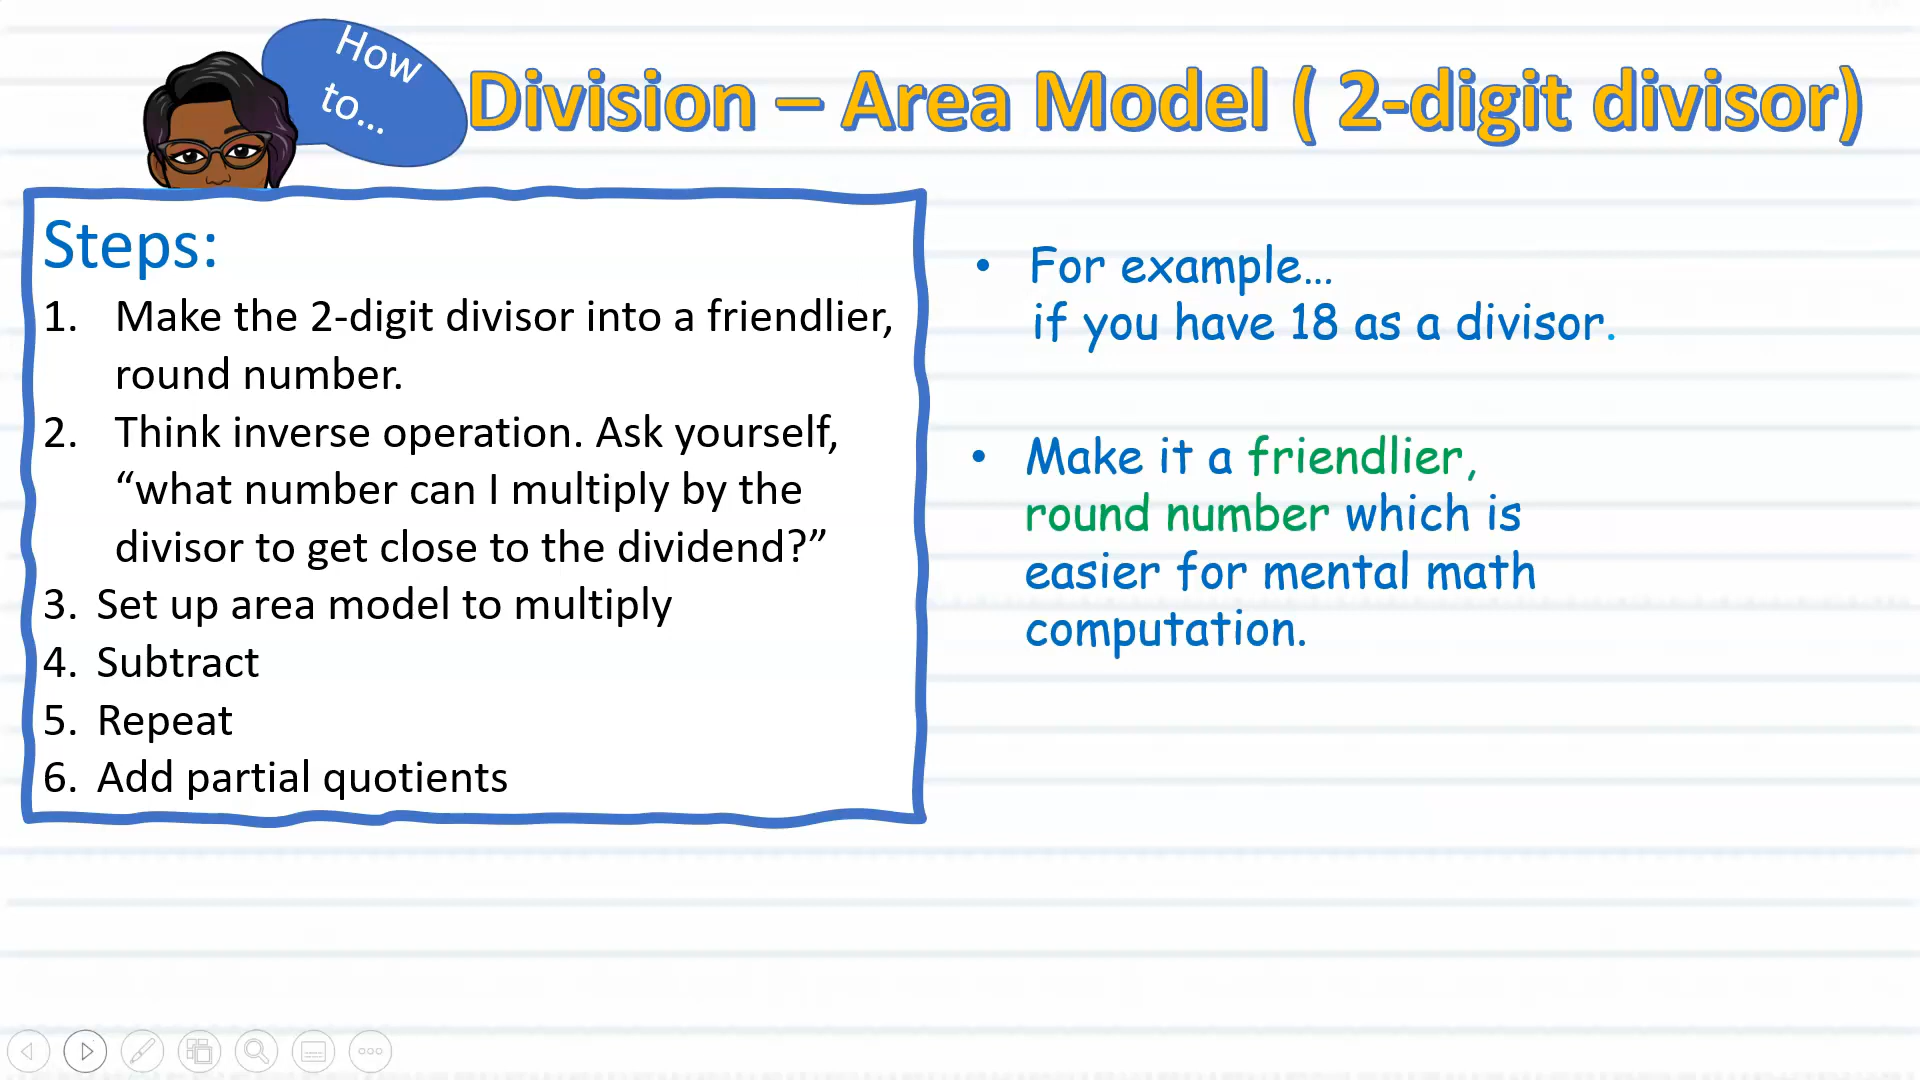 How
to...
Division – Area Model ( 2-digit divisor)
Steps:
1. Make the 2-digit divisor into a friendlier,
round number.
2. Think inverse operation. Ask yourself,
“what number can I multiply by the
divisor to get close to the dividend?”
3. Set up area model to multiply
4. Subtract
5. Repeat
6. Add partial quotients
• For example…
if you have 18 as a divisor.
• Make it a friendlier,
round number which is
easier for mental math
computation.